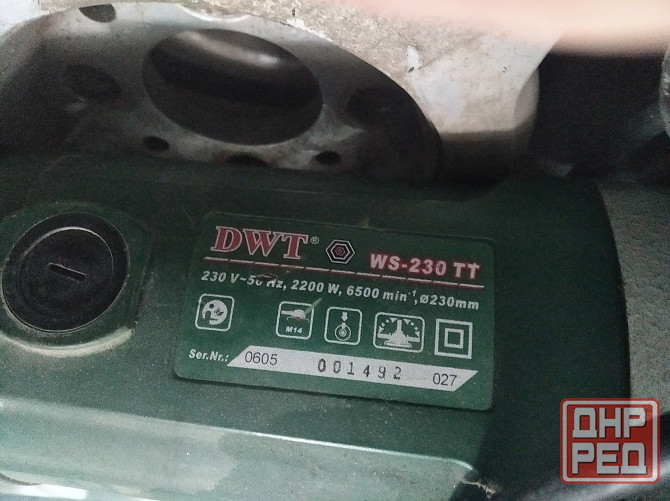 DWT®
WS-230 TT
230 V~50 Hz, 2200 W, 6500 min⁻¹, ø230mm
M14
Ser.Nr.: 0605 001492 027
ДНР
РЕД